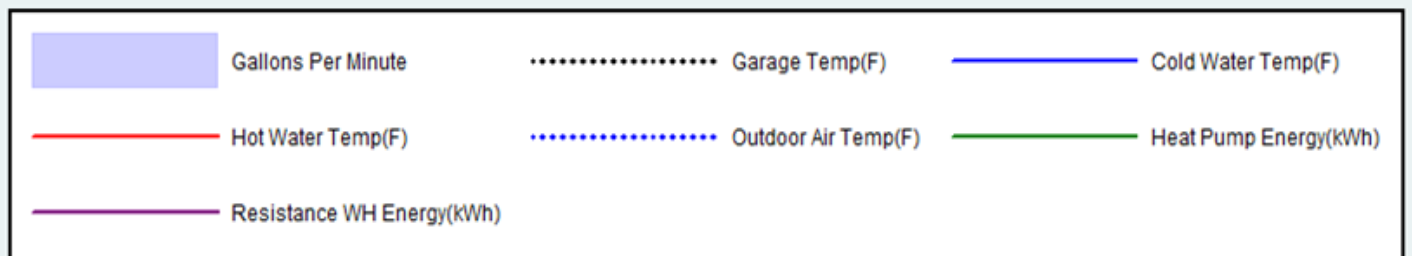 Gallons Per Minute Garage Temp(F) Cold Water Temp(F)
Hot Water Temp(F) Outdoor Air Temp(F) Heat Pump Energy(kWh)
Resistance WH Energy(kWh)